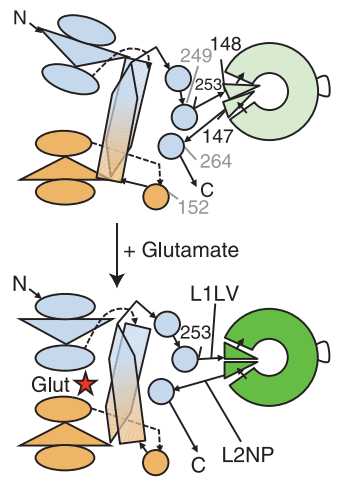 N
249
148
253
147
264
C
152
+ Glutamate
N
L1LV
253
Glut
L2NP
C